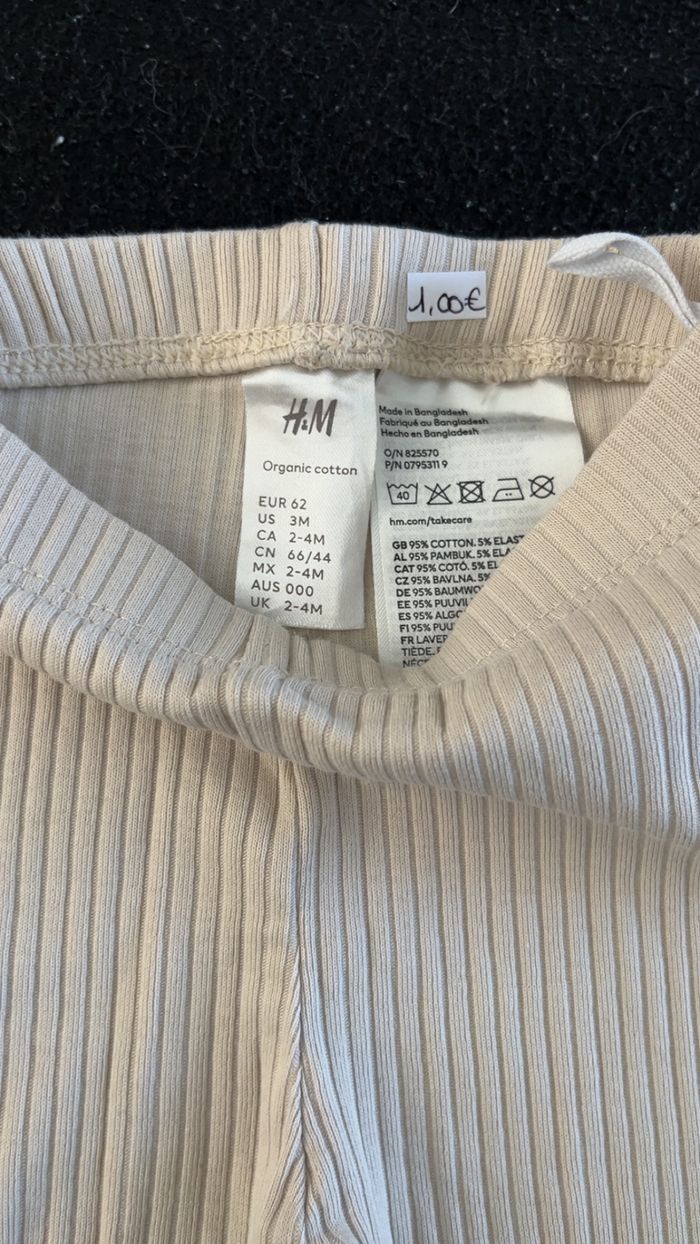 1,00€
H&M
Organic cotton
EUR 62
US 3M
CA 2-4M
CN 66/44
MX 2-4M
AUS 000
UK 2-4M
Made in Bangladesh
Fabriqué au Bangladesh
Hecho en Bangladesh
O/N 825570
P/N 0795311 9
40
hm.com/takecare
GB 95% COTTON. 5% ELAST
AL 95% PAMBUK. 5% ELA
CAT 95% COTÓ. 5% EL
CZ 95% BAVLNA. 5%
DE 95% BAUMWO
EE 95% PUUVIL
ES 95% ALGO
FI 95% PUU
FR LAVER
TIÈDE.
NÉC